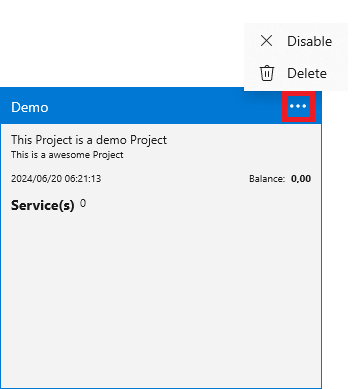 Disable
Delete
Demo
This Project is a demo Project
This is a awesome Project
2024/06/20 06:21:13 Balance: 0,00
Service(s) 0